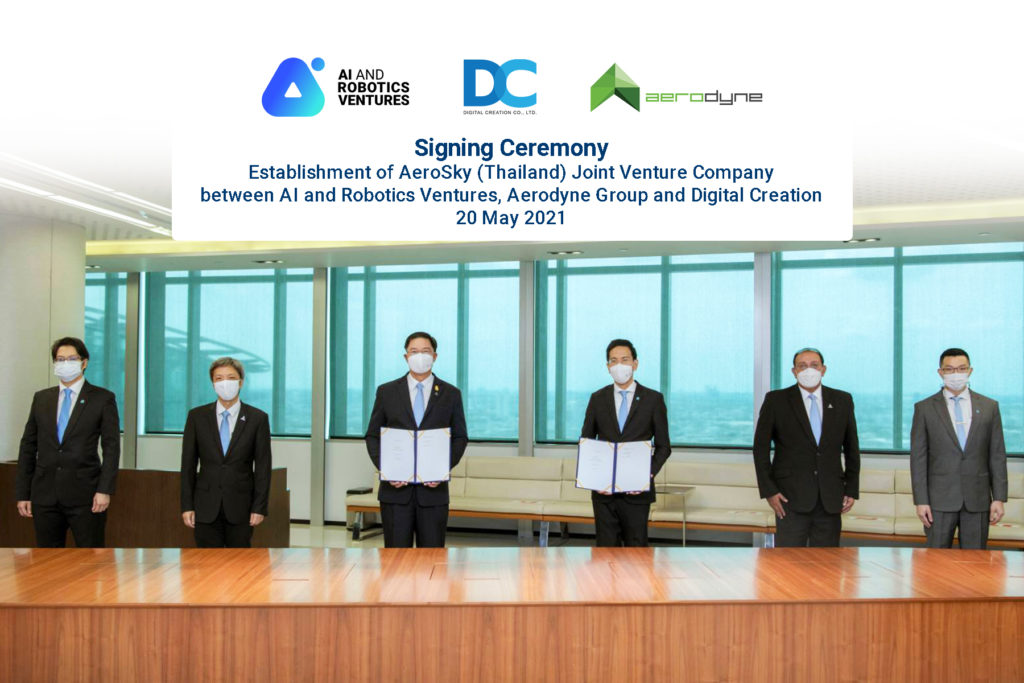 AI AND
ROBOTICS
VENTURES
DC
DIGITAL CREATION CO., LTD.
aerodyne
Signing Ceremony
Establishment of AeroSky (Thailand) Joint Venture Company
between AI and Robotics Ventures, Aerodyne Group and Digital Creation
20 May 2021